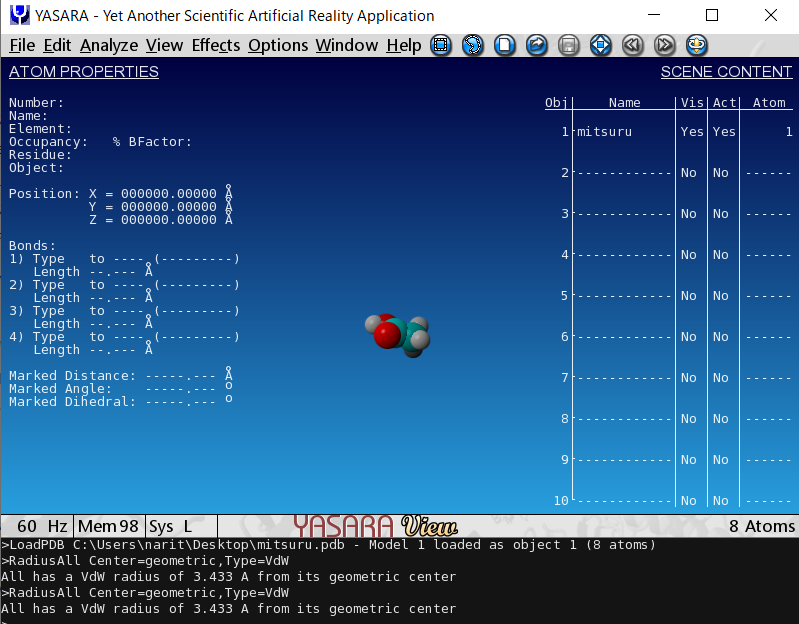 YASARA - Yet Another Scientific Artificial Reality Application
File Edit Analyze View Effects Options Window Help
ATOM PROPERTIES
Number:
Name:
Element:
Occupancy: % BFactor:
Residue:
Object:
Position: X = 000000.00000 Å
Y = 000000.00000 Å
Z = 000000.00000 Å
Bonds:
1) Type to ----.(---------)
Length --.--- Å
2) Type to ----.(---------)
Length --.--- Å
3) Type to ----.(---------)
Length --.--- Å
4) Type to ----.(---------)
Length --.--- Å
Marked Distance: -----.--- Å
Marked Angle: -----.--- o
Marked Dihedral: -----.--- o
SCENE CONTENT
Obj Name Vis Act Atom
1 mitsuru Yes Yes 1
2 ------------ No No ------
3 ------------ No No ------
4 ------------ No No ------
5 ------------ No No ------
6 ------------ No No ------
7 ------------ No No ------
8 ------------ No No ------
9 ------------ No No ------
10 ------------ No No ------
60 Hz Mem 98 Sys L YASARA View 8 Atoms
>LoadPDB C:\Users\narit\Desktop\mitsuru.pdb - Model 1 loaded as object 1 (8 atoms)
>RadiusAll Center=geometric,Type=VdW
All has a VdW radius of 3.433 A from its geometric center
>RadiusAll Center=geometric,Type=VdW
All has a VdW radius of 3.433 A from its geometric center
>